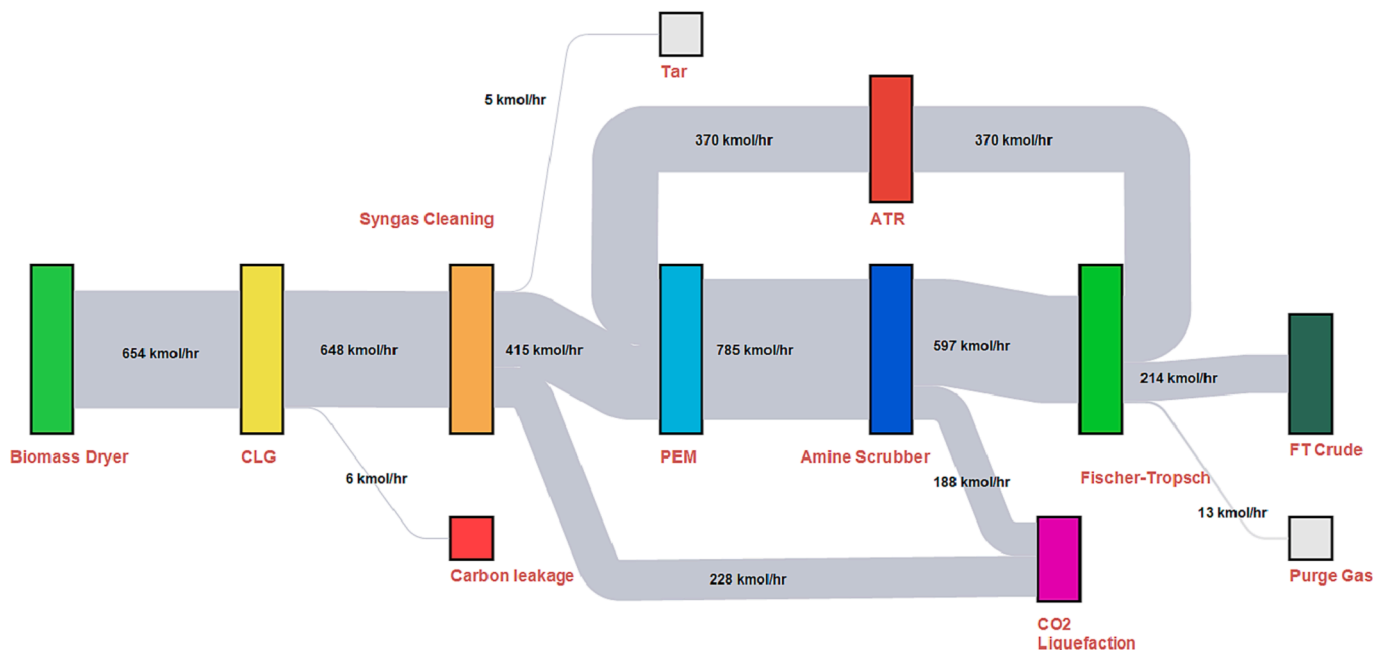 Tar
5 kmol/hr
370 kmol/hr
370 kmol/hr
Syngas Cleaning
ATR
654 kmol/hr
648 kmol/hr
415 kmol/hr
785 kmol/hr
597 kmol/hr
214 kmol/hr
Biomass Dryer
CLG
PEM
Amine Scrubber
FT Crude
6 kmol/hr
188 kmol/hr
Fischer-Tropsch
13 kmol/hr
Carbon leakage
228 kmol/hr
Purge Gas
CO2
Liquefaction